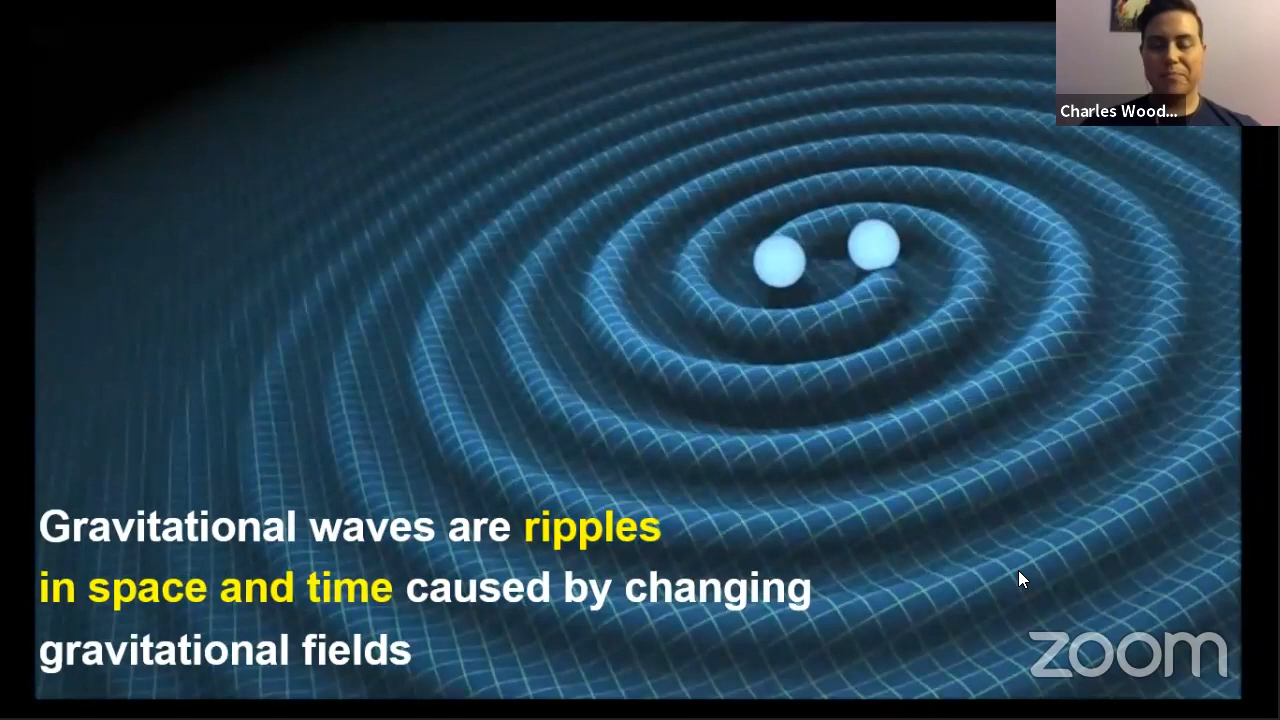 Charles Wood...
Gravitational waves are ripples
in space and time caused by changing
gravitational fields
zoom